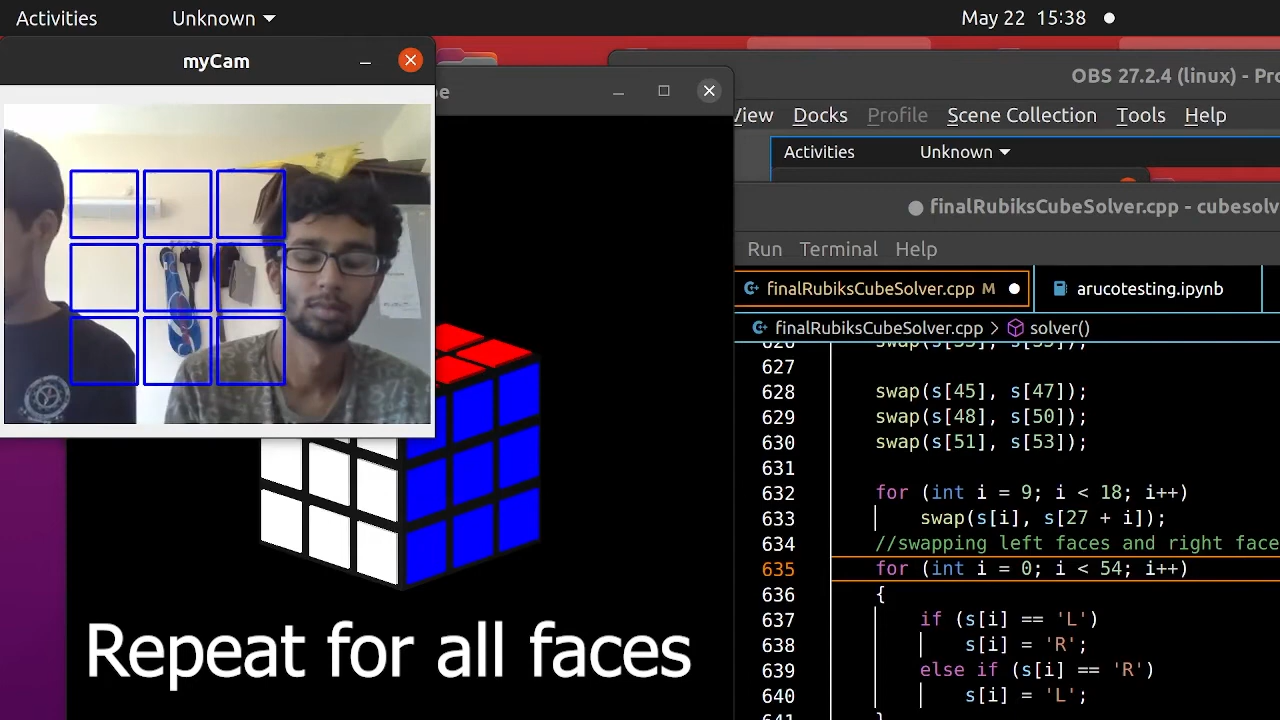 Activities
Unknown
May 22 15:38
myCam
be
OBS 27.2.4 (linux) - Pro
View Docks Profile Scene Collection Tools Help
Activities
Unknown
finalRubiksCubeSolver.cpp - cubesolv
Run Terminal Help
finalRubiksCubeSolver.cpp M
arucotesting.ipynb
finalRubiksCubeSolver.cpp > solver()
627
628 swap(s[45], s[47]);
629 swap(s[48], s[50]);
630 swap(s[51], s[53]);
631
632 for (int i = 9; i < 18; i++)
633 swap(s[i], s[27 + i]);
634 //swapping left faces and right face
635 for (int i = 0; i < 54; i++)
636 {
637 if (s[i] == 'L')
638 s[i] = 'R';
639 else if (s[i] == 'R')
640 s[i] = 'L';
641 }
Repeat for all faces